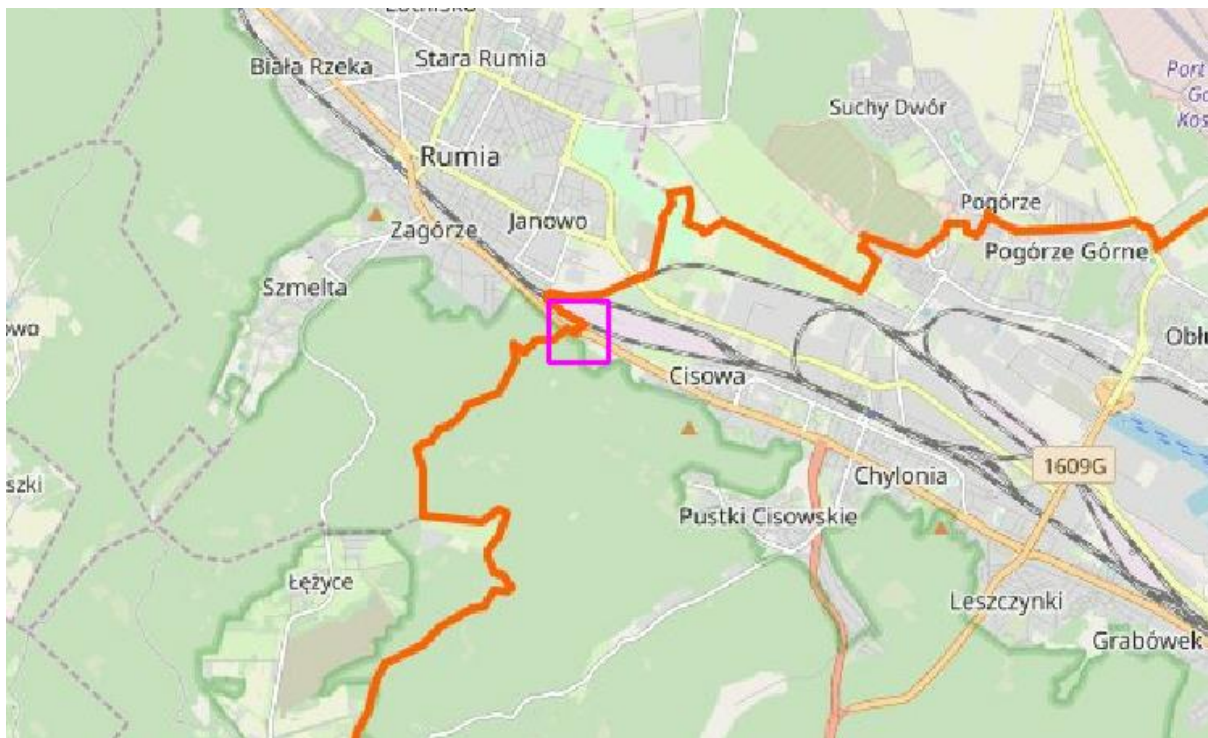 Biała Rzeka
Stara Rumia
Port
Suchy Dwór
Rumia
Pogórze
Zagórze
Janowo
Pogórze Górne
Szmelta
owo
Cisowa
1609G
Chylonia
szki
Pustki Cisowskie
Łężyce
Leszczynki
Grabówek